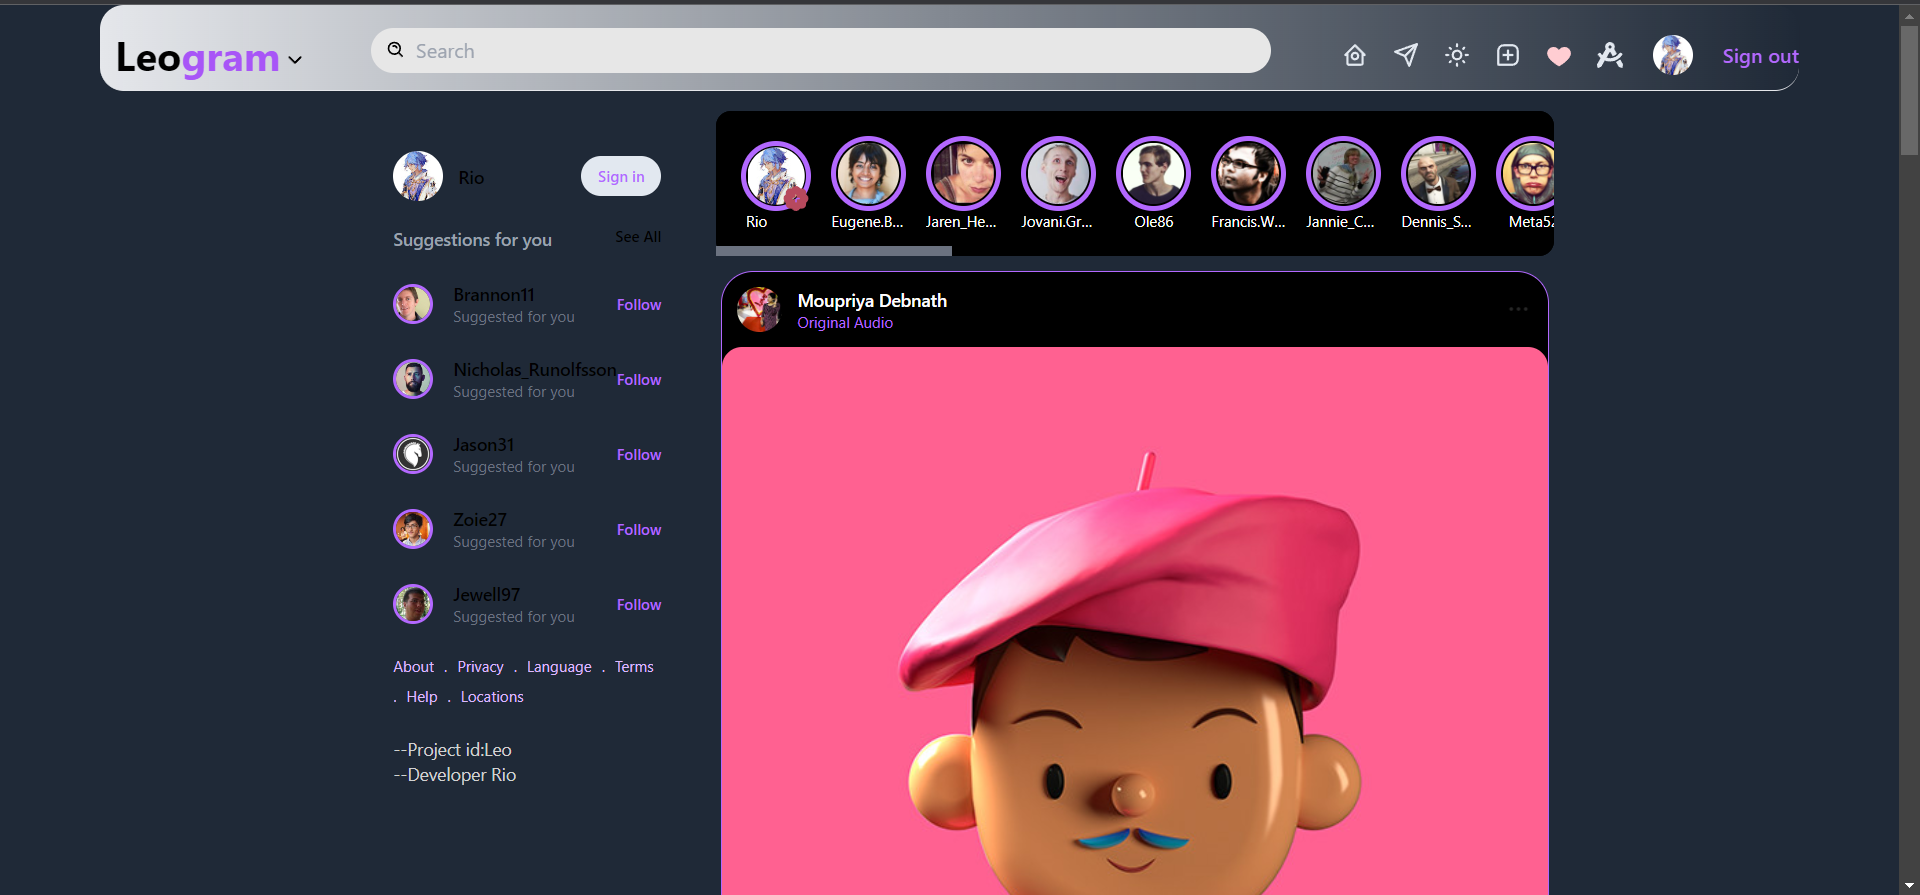 Leogram
Search
Sign out
Rio
Sign in
Suggestions for you
See All
Brannon11
Suggested for you
Follow
Nicholas_Runolfsson
Suggested for you
Follow
Jason31
Suggested for you
Follow
Zoie27
Suggested for you
Follow
Jewell97
Suggested for you
Follow
About . Privacy . Language . Terms
. Help . Locations
--Project id:Leo
--Developer Rio
Rio
Eugene.B...
Jaren_He...
Jovani.Gr...
Ole86
Francis.W...
Jannie_C...
Dennis_S...
Meta52
Moupriya Debnath
Original Audio